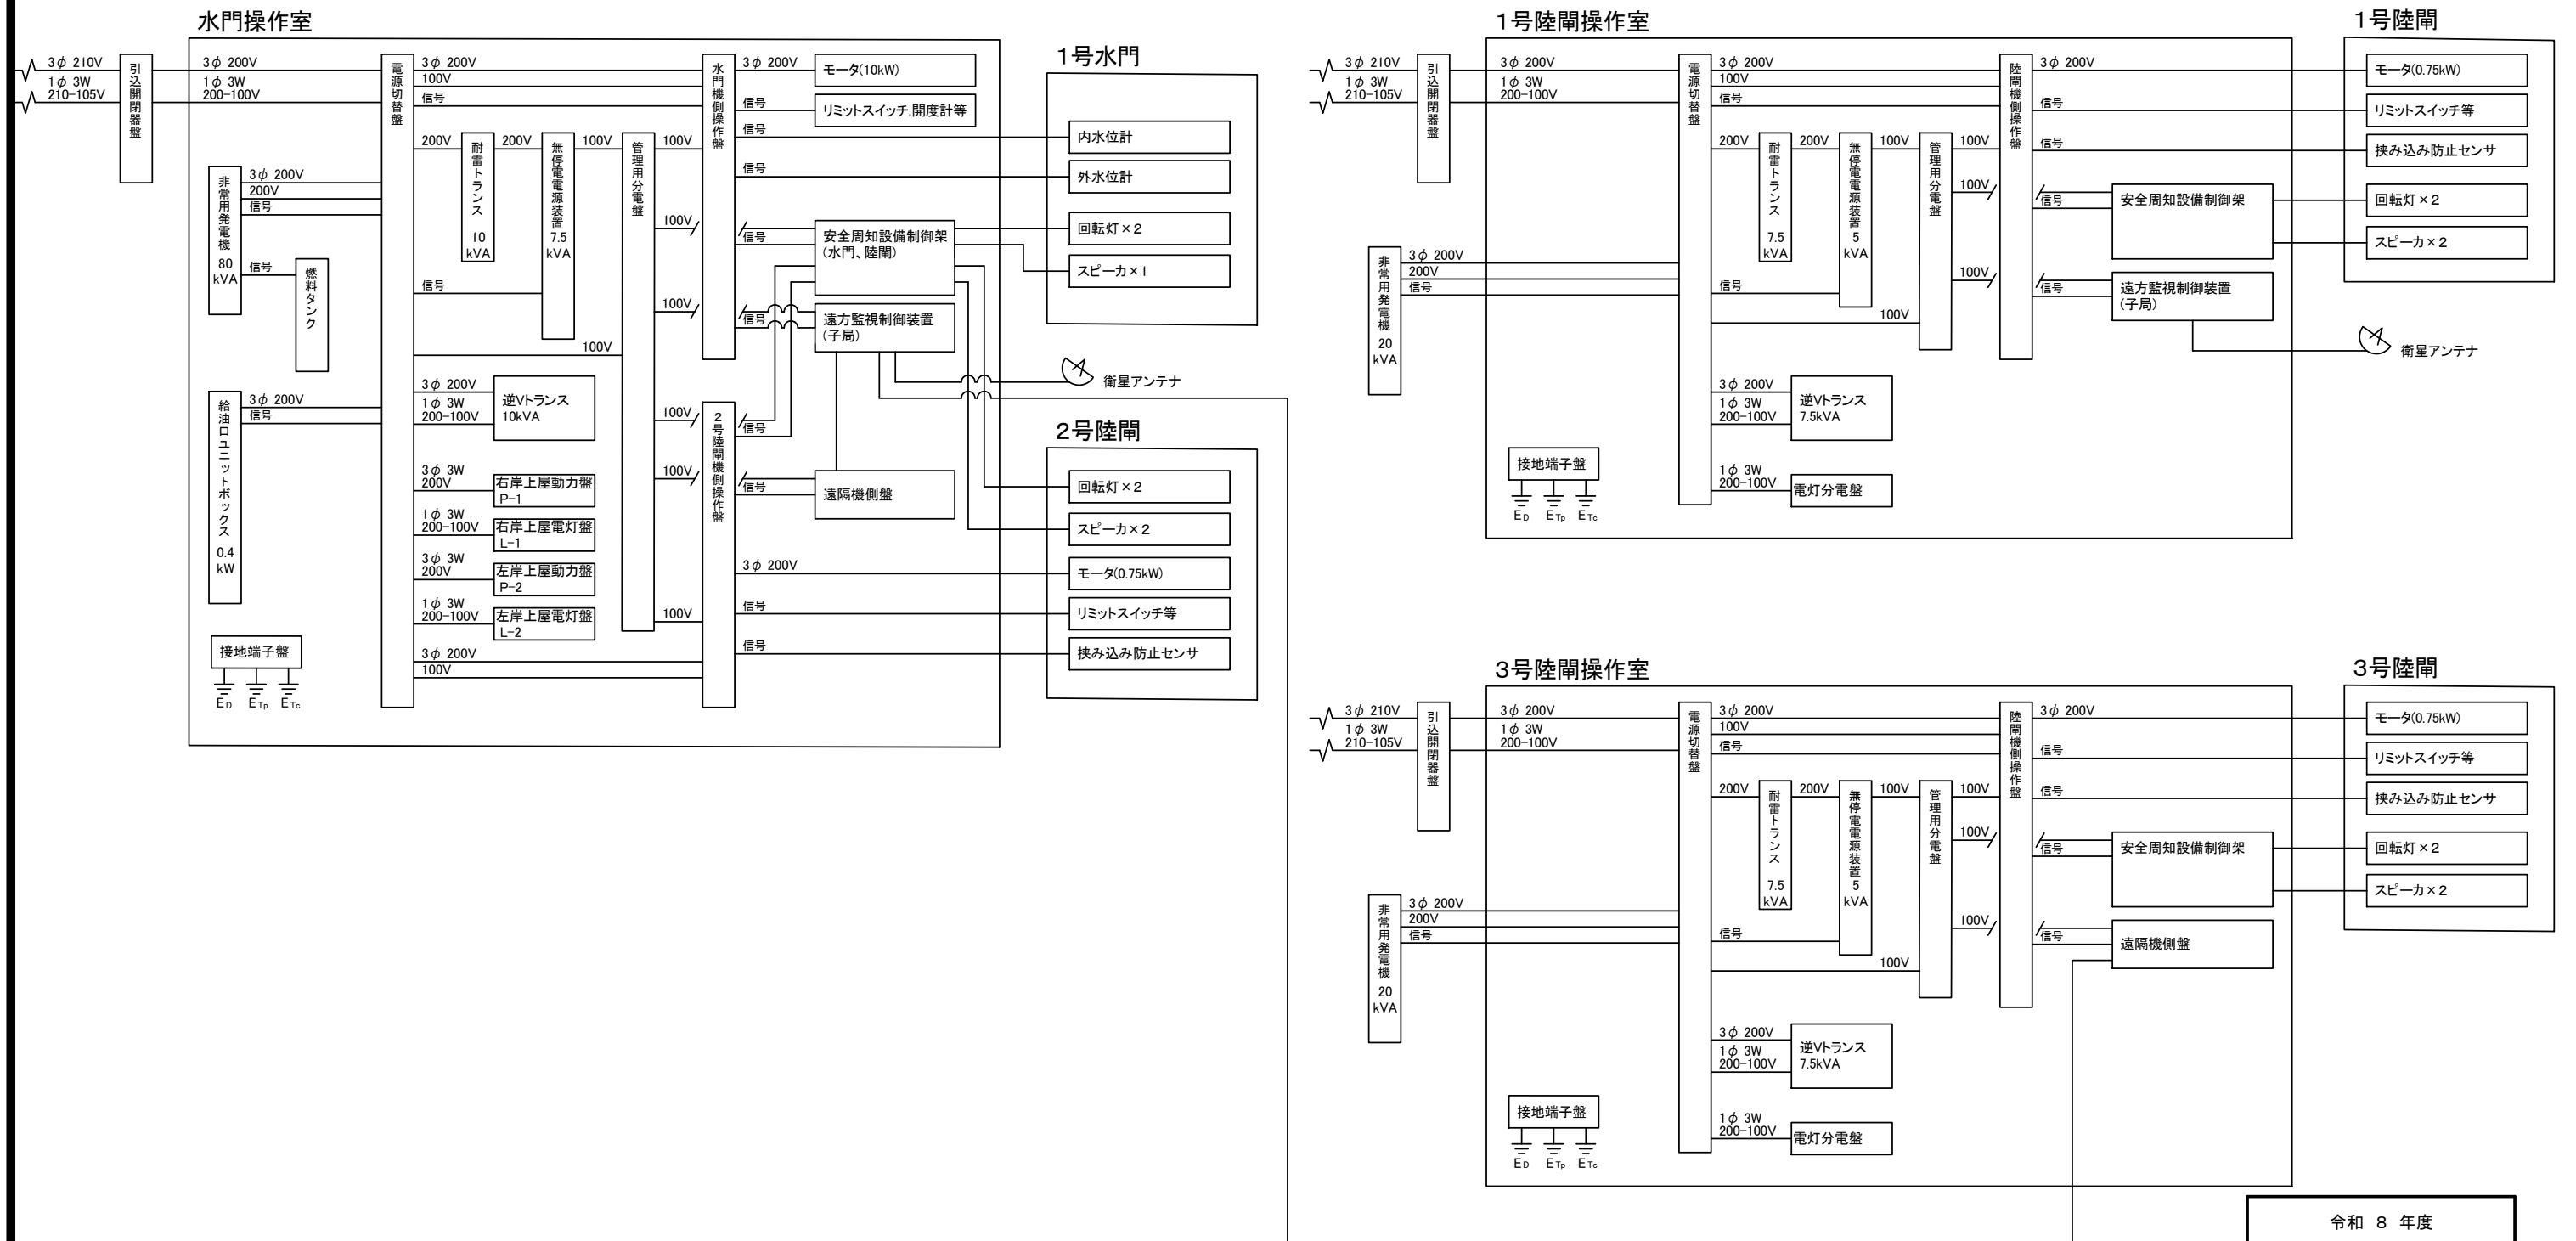 水門操作室
3φ 210V
1φ 3W
210-105V
引込開閉器盤
3φ 200V
1φ 3W
200-100V
電源切替盤
非常用発電機
80
kVA
3φ 200V
200V
信号
信号
燃料タンク
給油口ユニットボックス
0.4
kW
3φ 200V
信号
接地端子盤
ED
ETp
ETc
3φ 200V
100V
信号
200V
耐雷トランス
10
kVA
200V
無停電電源装置
7.5
kVA
100V
管理用分電盤
信号
100V
3φ 200V
1φ 3W
200-100V
逆Vトランス
10kVA
3φ 3W
200V
右岸上屋動力盤
P-1
1φ 3W
200-100V
右岸上屋電灯盤
L-1
3φ 3W
200V
左岸上屋動力盤
P-2
1φ 3W
200-100V
左岸上屋電灯盤
L-2
3φ 200V
100V
100V
100V
100V
100V
100V
100V
水門機側操作盤
3φ 200V
モータ(10kW)
信号
リミットスイッチ,開度計等
信号
信号
信号
安全周知設備制御架
(水門、陸閘)
信号
遠方監視制御装置
(子局)
2号陸閘機側操作盤
信号
信号
遠隔機側盤
3φ 200V
信号
信号
1号水門
内水位計
外水位計
回転灯×2
スピーカ×1
衛星アンテナ
2号陸閘
回転灯×2
スピーカ×2
モータ(0.75kW)
リミットスイッチ等
挟み込み防止センサ
1号陸閘操作室
3φ 210V
1φ 3W
210-105V
引込開閉器盤
3φ 200V
1φ 3W
200-100V
電源切替盤
非常用発電機
20
kVA
3φ 200V
200V
信号
接地端子盤
ED
ETp
ETc
3φ 200V
100V
信号
200V
耐雷トランス
7.5
kVA
200V
無停電電源装置
5
kVA
100V
管理用分電盤
信号
100V
100V
100V
100V
3φ 200V
1φ 3W
200-100V
逆Vトランス
7.5kVA
1φ 3W
200-100V
電灯分電盤
陸閘機側操作盤
3φ 200V
信号
信号
信号
安全周知設備制御架
信号
遠方監視制御装置
(子局)
1号陸閘
モータ(0.75kW)
リミットスイッチ等
挟み込み防止センサ
回転灯×2
スピーカ×2
衛星アンテナ
3号陸閘操作室
3φ 210V
1φ 3W
210-105V
引込開閉器盤
3φ 200V
1φ 3W
200-100V
電源切替盤
非常用発電機
20
kVA
3φ 200V
200V
信号
接地端子盤
ED
ETp
ETc
3φ 200V
100V
信号
200V
耐雷トランス
7.5
kVA
200V
無停電電源装置
5
kVA
100V
管理用分電盤
信号
100V
100V
100V
100V
3φ 200V
1φ 3W
200-100V
逆Vトランス
7.5kVA
1φ 3W
200-100V
電灯分電盤
陸閘機側操作盤
3φ 200V
信号
信号
信号
安全周知設備制御架
信号
遠隔機側盤
3号陸閘
モータ(0.75kW)
リミットスイッチ等
挟み込み防止センサ
回転灯×2
スピーカ×2
令和 8 年度